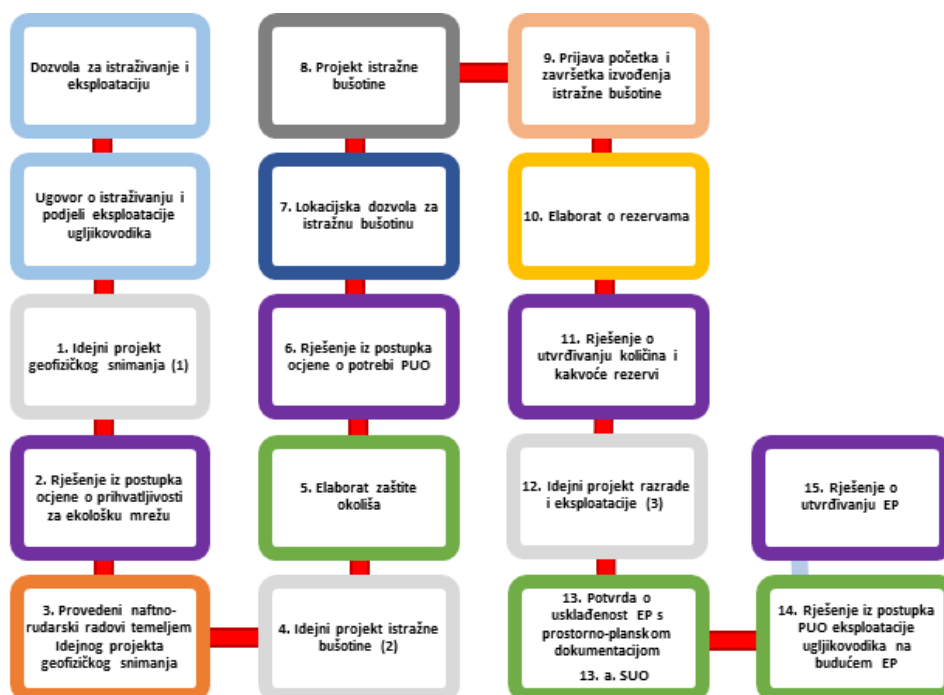 Dozvola za istraživanje i
eksploataciju
Ugovor o istraživanju i
podjeli eksploatacije
ugljikovodika
1. Idejni projekt
geofizičkog snimanja (1)
2. Rješenje iz postupka
ocjene o prihvatljivosti
za ekološku mrežu
3. Provedeni naftno-
rudarski radovi temeljem
Idejnog projekta
geofizičkog snimanja
4. Idejni projekt istražne
bušotine (2)
5. Elaborat zaštite
okoliša
6. Rješenje iz postupka
ocjene o potrebi PUO
7. Lokacijska dozvola za
istražnu bušotinu
8. Projekt istražne
bušotine
9. Prijava početka i
završetka izvođenja
istražne bušotine
10. Elaborat o rezervama
11. Rješenje o
utvrđivanju količina i
kakvoće rezervi
12. Idejni projekt razrade
i eksploatacije (3)
13. Potvrda o
usklađenost EP s
prostorno-planskom
dokumentacijom
13. a. SUO
14. Rješenje iz postupka
PUO eksploatacije
ugljikovodika na
budućem EP
15. Rješenje o
utvrđivanju EP